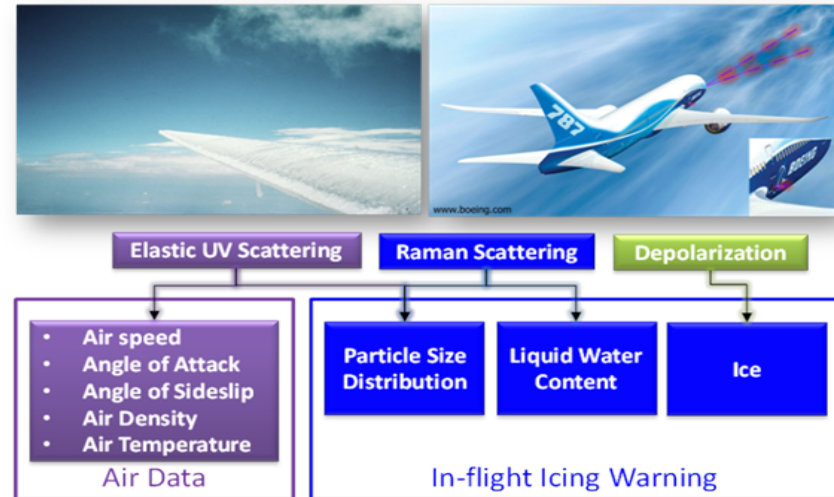 787
BOEING
www.boeing.com
Elastic UV Scattering
Raman Scattering
Depolarization
• Air speed
• Angle of Attack
• Angle of Sideslip
• Air Density
• Air Temperature
Particle Size
Distribution
Liquid Water
Content
Ice
Air Data
In-flight Icing Warning